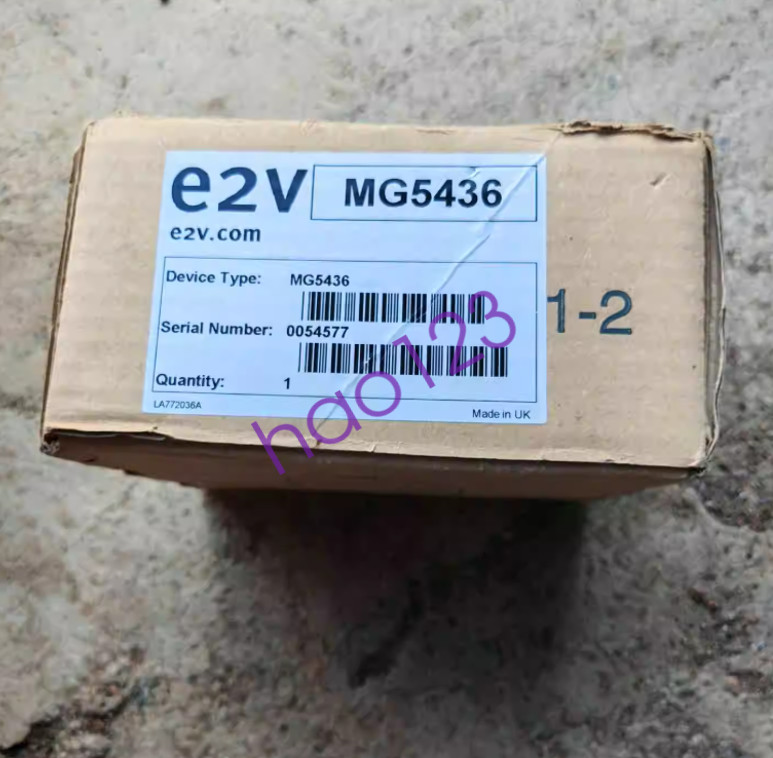 e2v MG5436
e2v.com
Device Type: MG5436
Serial Number: 0054577
Quantity: 1
LA772036A Made in UK
1-2
hao123